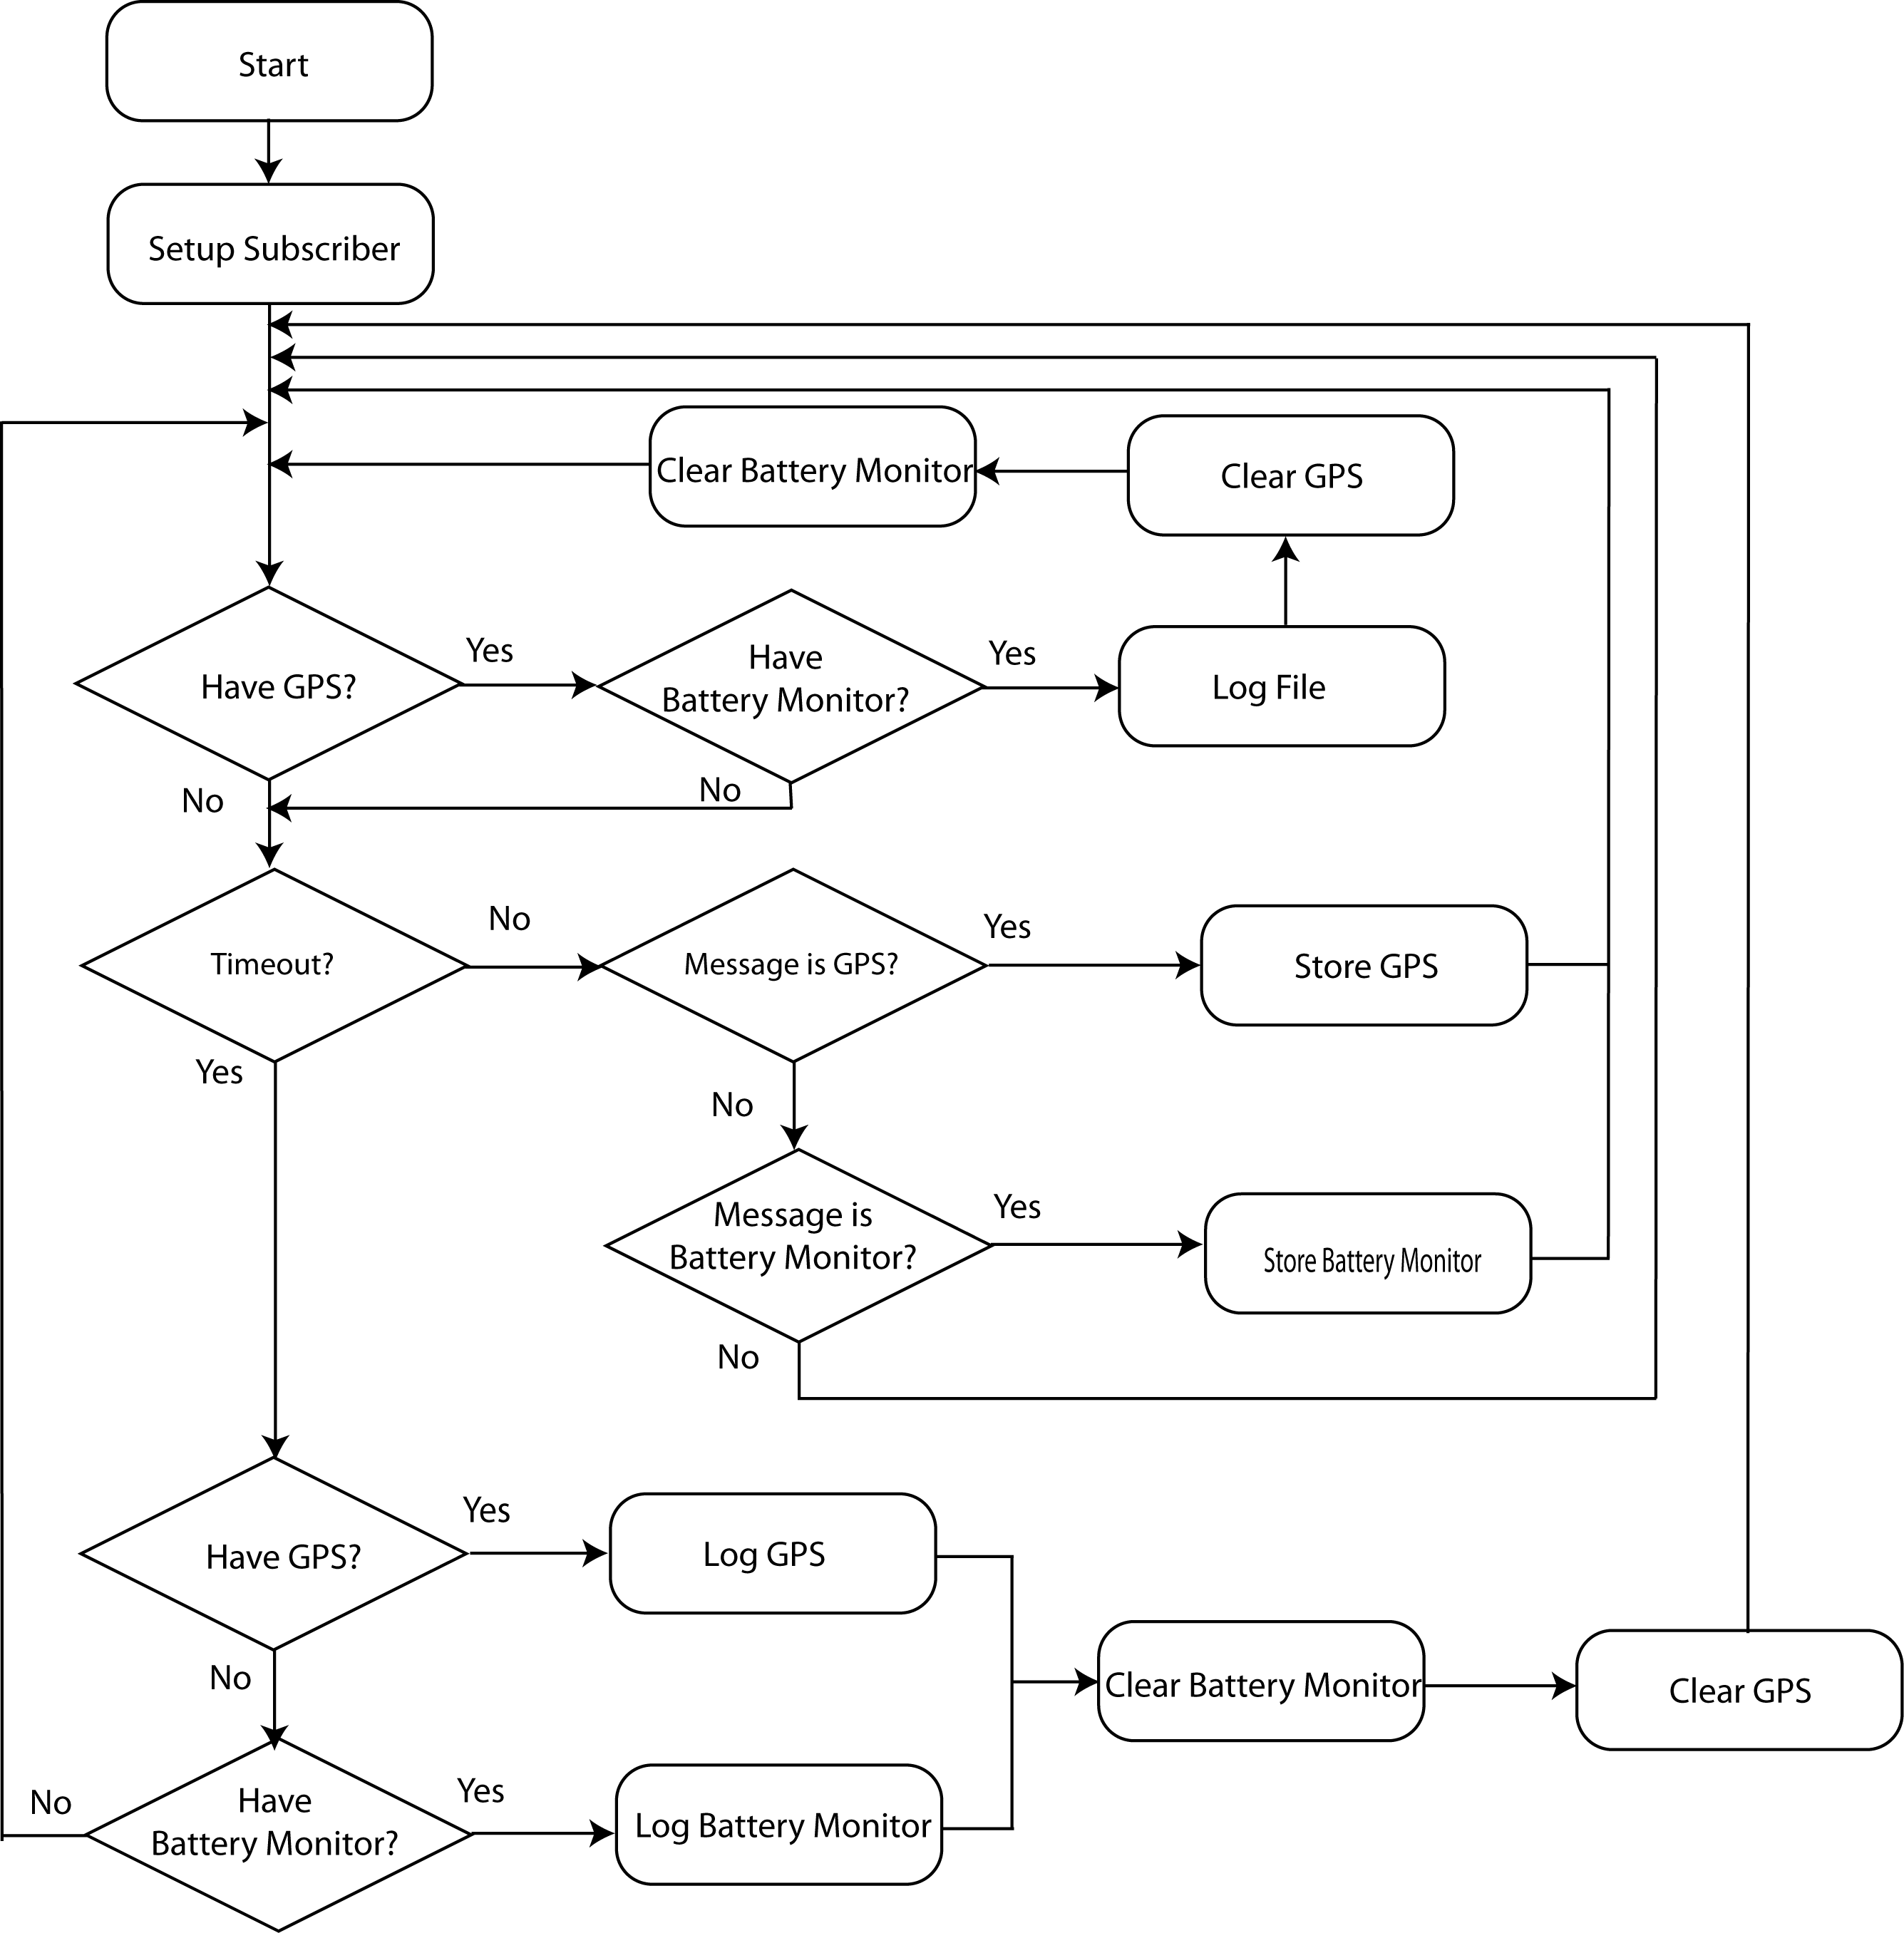 Start
Setup Subscriber
Clear Battery Monitor
Clear GPS
Have GPS?
Yes
Have
Battery Monitor?
Yes
Log File
No
No
Timeout?
No
Message is GPS?
Yes
Store GPS
Yes
No
Message is
Battery Monitor?
Yes
Store Battery Monitor
No
Have GPS?
Yes
Log GPS
No
Clear Battery Monitor
Clear GPS
No
Have
Battery Monitor?
Yes
Log Battery Monitor